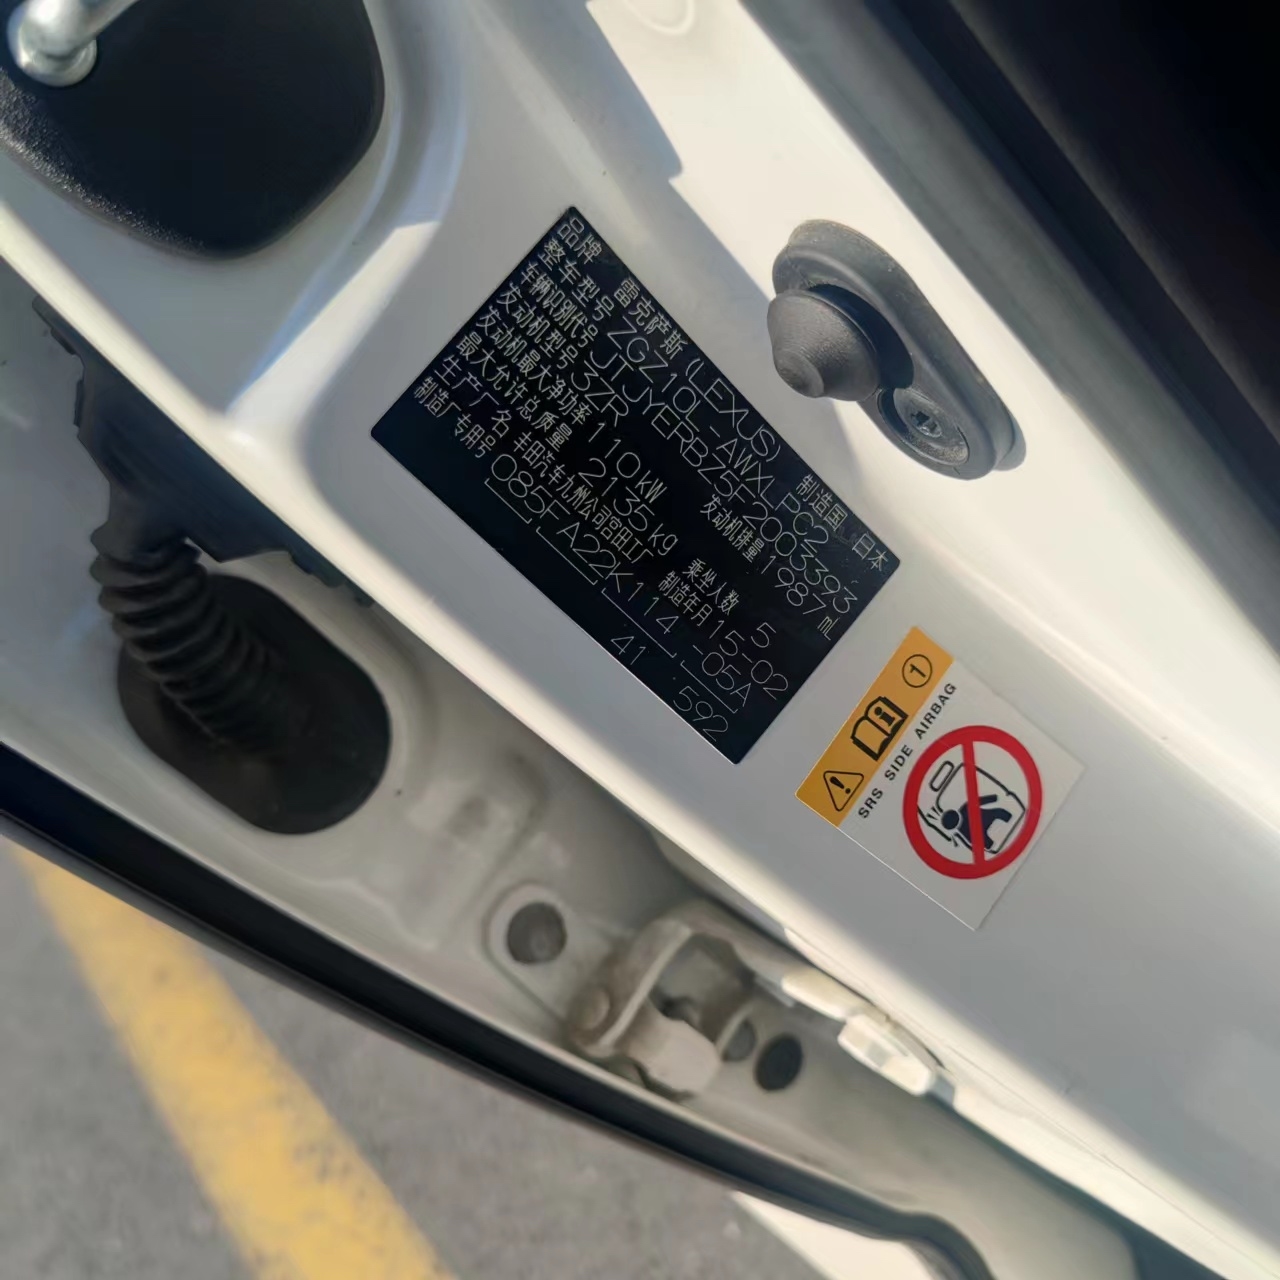 品牌 雷克萨斯(LEXUS) 制造国 日本
整车型号 ZGZ10L-AWXLPC2
车辆识别代号 JTJYERBZ5F2003393
发动机型号 3ZR 发动机排量 1987mL
发动机最大净功率 110kW
最大允许总质量 2135kg 乘坐人数 5
生产厂名 丰田汽车九州公司宫田工厂 制造年月 15-02
制造厂专用号 085FA22K114-05A
41 592
1
SRS SIDE AIRBAG